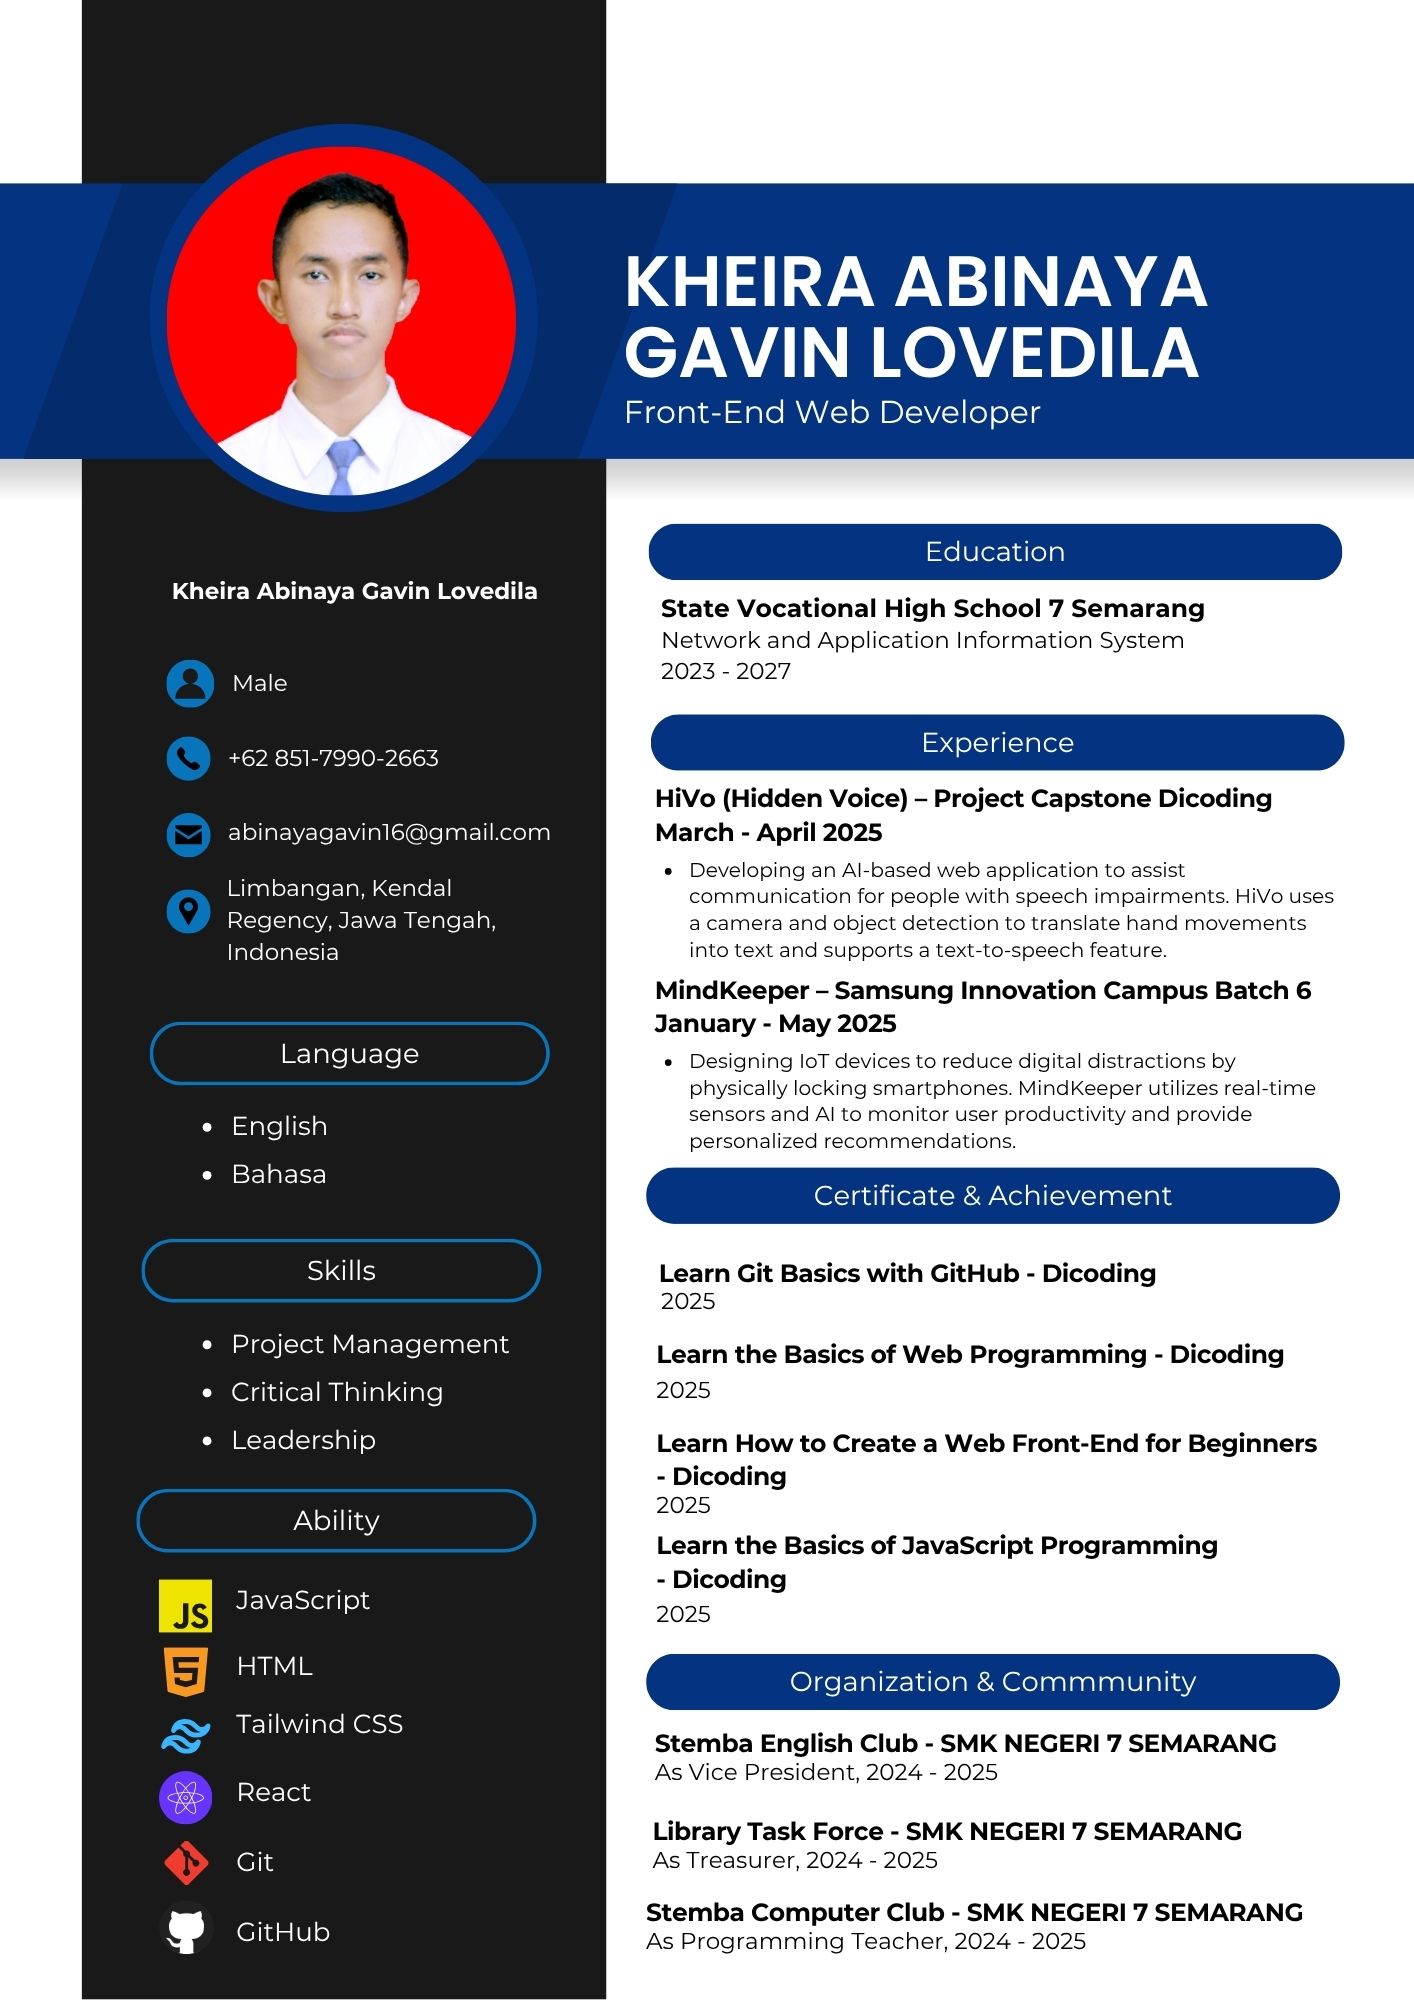 KHEIRA ABINAYA
GAVIN LOVEDILA
Front-End Web Developer
Kheira Abinaya Gavin Lovedila
Male
+62 851-7990-2663
abinayagavin16@gmail.com
Limbangan, Kendal
Regency, Jawa Tengah,
Indonesia
Language
• English
• Bahasa
Skills
• Project Management
• Critical Thinking
• Leadership
Ability
JS JavaScript
5 HTML
Tailwind CSS
React
Git
GitHub
Education
State Vocational High School 7 Semarang
Network and Application Information System
2023 - 2027
Experience
HiVo (Hidden Voice) – Project Capstone Dicoding
March - April 2025
• Developing an AI-based web application to assist
communication for people with speech impairments. HiVo uses
a camera and object detection to translate hand movements
into text and supports a text-to-speech feature.
MindKeeper – Samsung Innovation Campus Batch 6
January - May 2025
• Designing IoT devices to reduce digital distractions by
physically locking smartphones. MindKeeper utilizes real-time
sensors and AI to monitor user productivity and provide
personalized recommendations.
Certificate & Achievement
Learn Git Basics with GitHub - Dicoding
2025
Learn the Basics of Web Programming - Dicoding
2025
Learn How to Create a Web Front-End for Beginners
- Dicoding
2025
Learn the Basics of JavaScript Programming
- Dicoding
2025
Organization & Commmunity
Stemba English Club - SMK NEGERI 7 SEMARANG
As Vice President, 2024 - 2025
Library Task Force - SMK NEGERI 7 SEMARANG
As Treasurer, 2024 - 2025
Stemba Computer Club - SMK NEGERI 7 SEMARANG
As Programming Teacher, 2024 - 2025